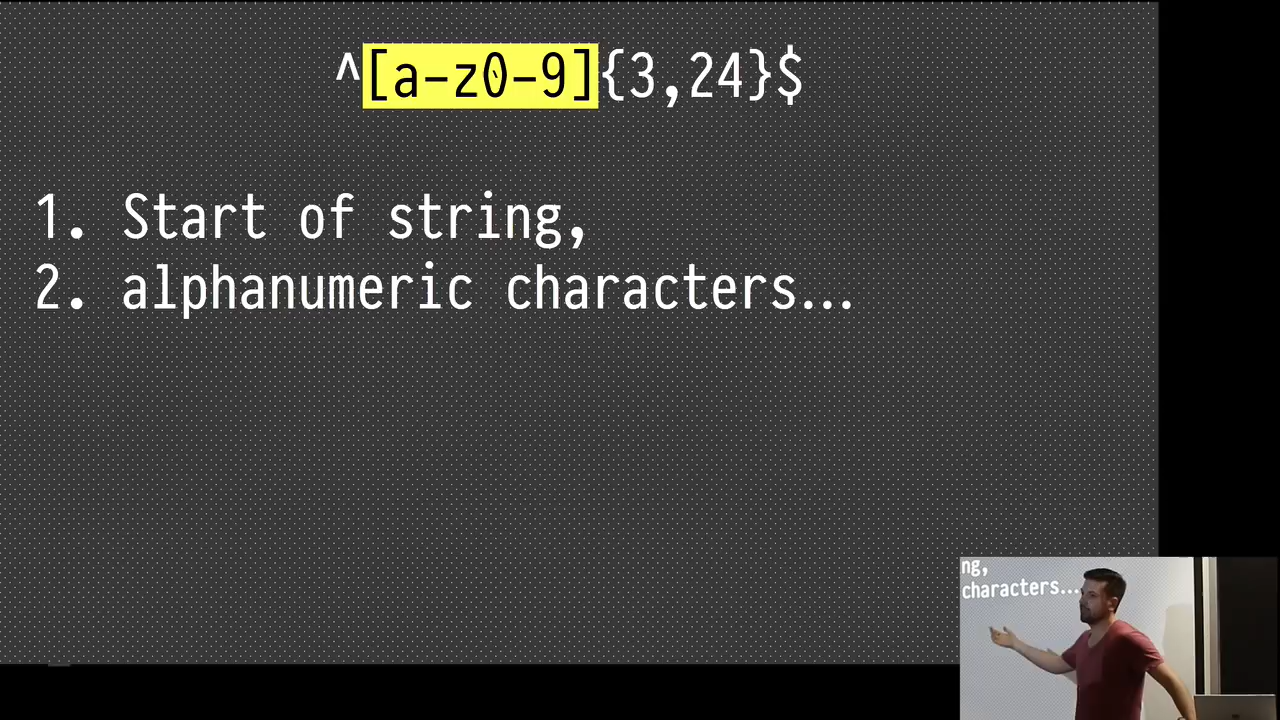 ^[a-z0-9]{3,24}$
1. Start of string,
2. alphanumeric characters...
ng,
characters...